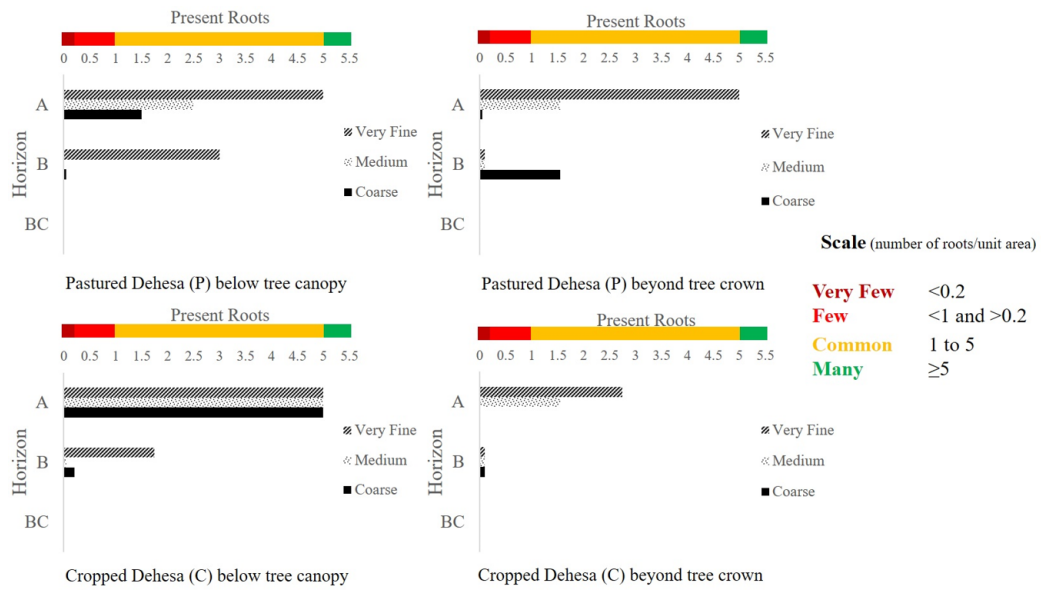 Present Roots
0 0.5 1 1.5 2 2.5 3 3.5 4 4.5 5 5.5
Horizon
A
B
BC
Very Fine
Medium
Coarse
Pastured Dehesa (P) below tree canopy
Present Roots
0 0.5 1 1.5 2 2.5 3 3.5 4 4.5 5 5.5
Horizon
A
B
BC
Very Fine
Medium
Coarse
Pastured Dehesa (P) beyond tree crown
Present Roots
0 0.5 1 1.5 2 2.5 3 3.5 4 4.5 5 5.5
Horizon
A
B
BC
Very Fine
Medium
Coarse
Cropped Dehesa (C) below tree canopy
Present Roots
0 0.5 1 1.5 2 2.5 3 3.5 4 4.5 5 5.5
Horizon
A
B
BC
Very Fine
Medium
Coarse
Cropped Dehesa (C) beyond tree crown
Scale (number of roots/unit area)
Very Few <0.2
Few <1 and >0.2
Common 1 to 5
Many ≥5